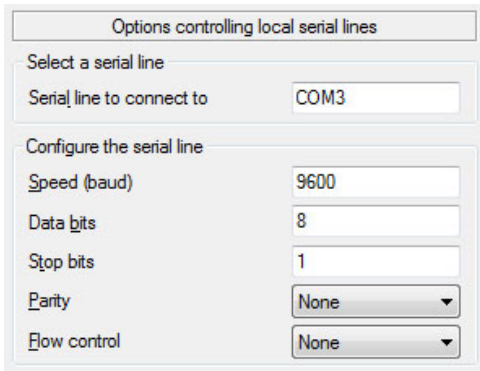 Options controlling local serial lines
Select a serial line
Serial line to connect to COM3
Configure the serial line
Speed (baud) 9600
Data bits 8
Stop bits 1
Parity None
Flow control None